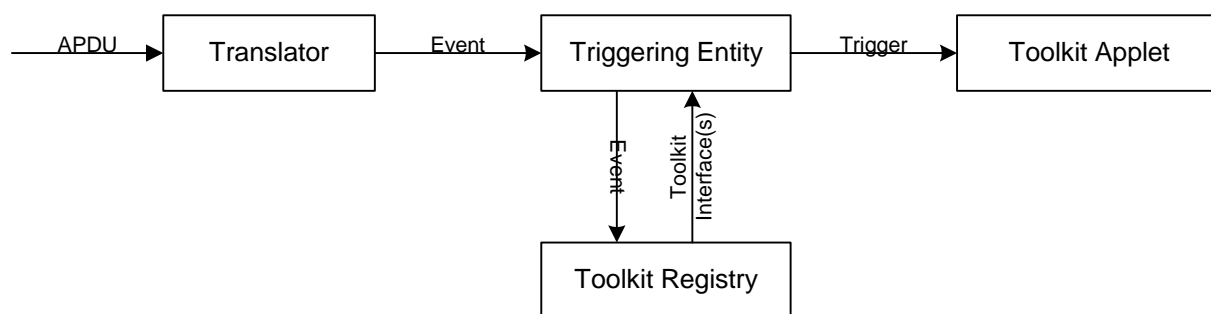 APDU
Translator
Event
Triggering Entity
Trigger
Toolkit Applet
Event
Toolkit
Interface(s)
Toolkit Registry